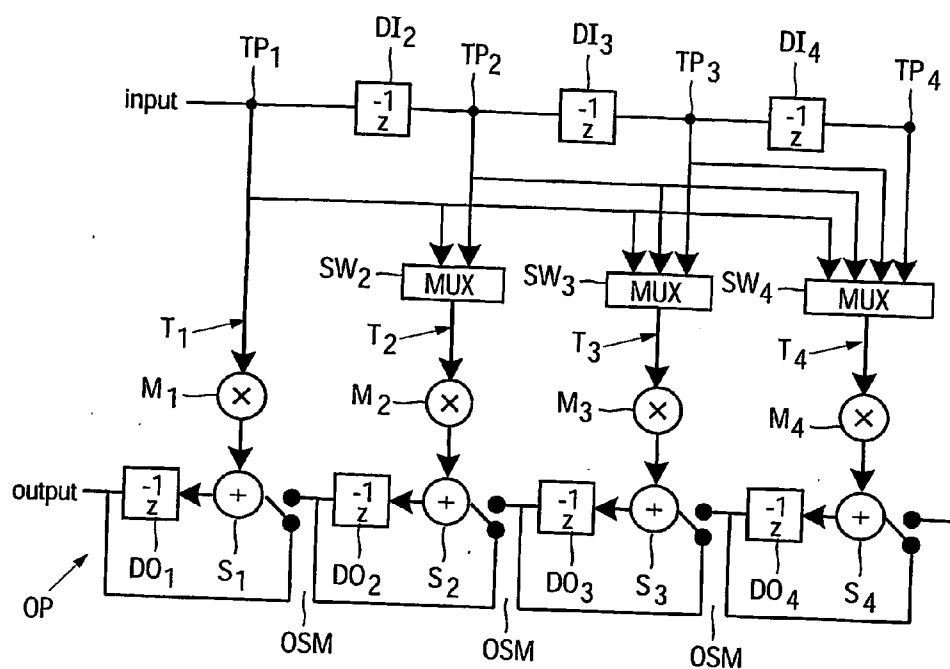 DI2
DI3
DI4
TP1
TP2
TP3
TP4
input
-1
z
-1
z
-1
z
SW2
MUX
SW3
MUX
SW4
MUX
T1
T2
T3
T4
M1
×
M2
×
M3
×
M4
×
output
-1
z
+
-1
z
+
-1
z
+
-1
z
+
OP
DO1
S1
DO2
S2
DO3
S3
DO4
S4
OSM
OSM
OSM